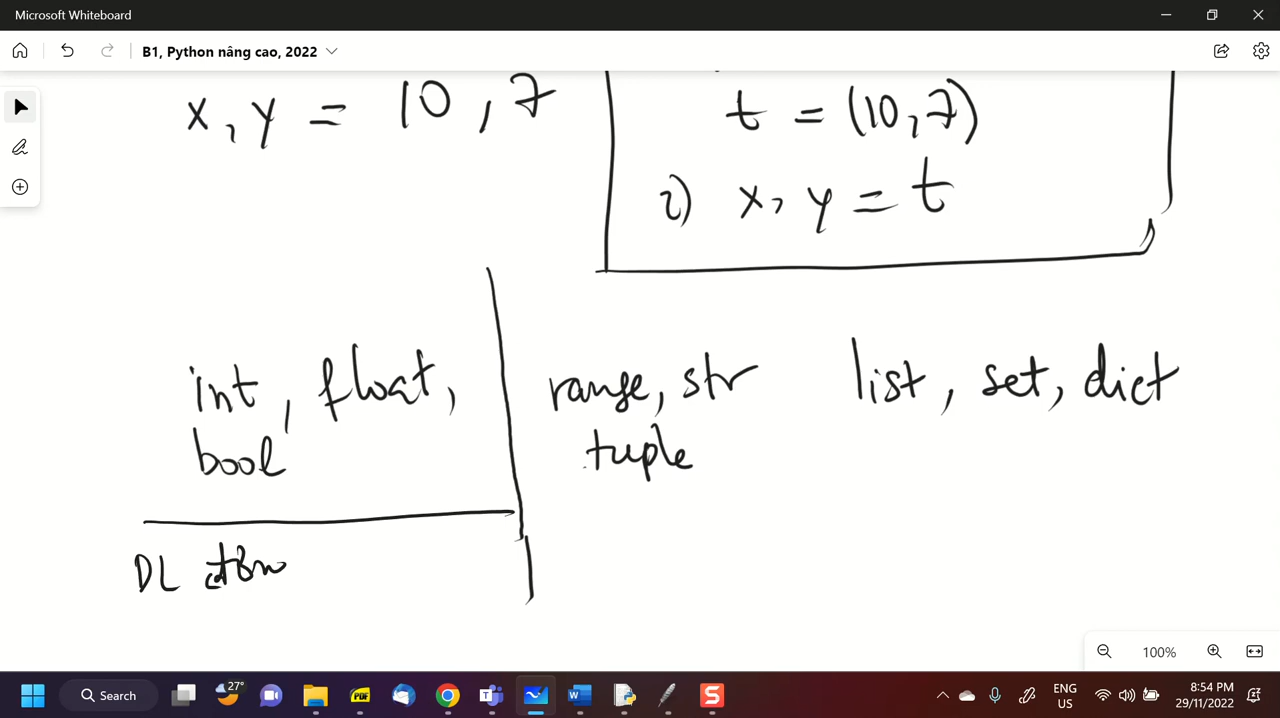 Microsoft Whiteboard
B1, Python nâng cao, 2022
x, y = 10, 7
t = (10, 7)
2) x, y = t
int, float,
bool
range, str
tuple
list, set, dict
DL đơn
100%
27°
Search
ENG
US
8:54 PM
29/11/2022